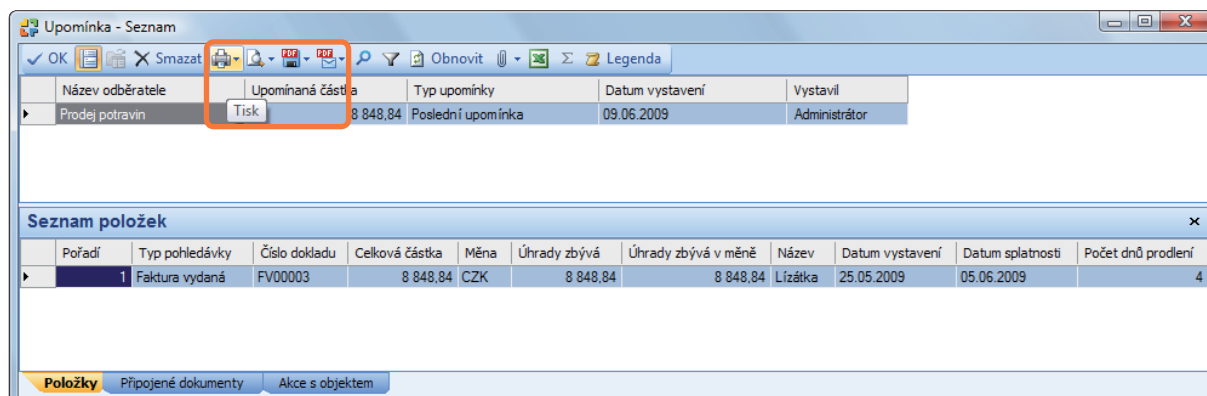 Upomínka - Seznam
OK Smazat PDF PDF Obnovit Σ Legenda
Název odběratele Upomínaná částka Typ upomínky Datum vystavení Vystavil
Prodej potravin 8 848,84 Poslední upomínka 09.06.2009 Administrátor
Tisk
Seznam položek
Pořadí Typ pohledávky Číslo dokladu Celková částka Měna Úhrady zbývá Úhrady zbývá v měně Název Datum vystavení Datum splatnosti Počet dnů prodlení
1 Faktura vydaná FV00003 8 848,84 CZK 8 848,84 8 848,84 Lízátka 25.05.2009 05.06.2009 4
Položky Připojené dokumenty Akce s objektem